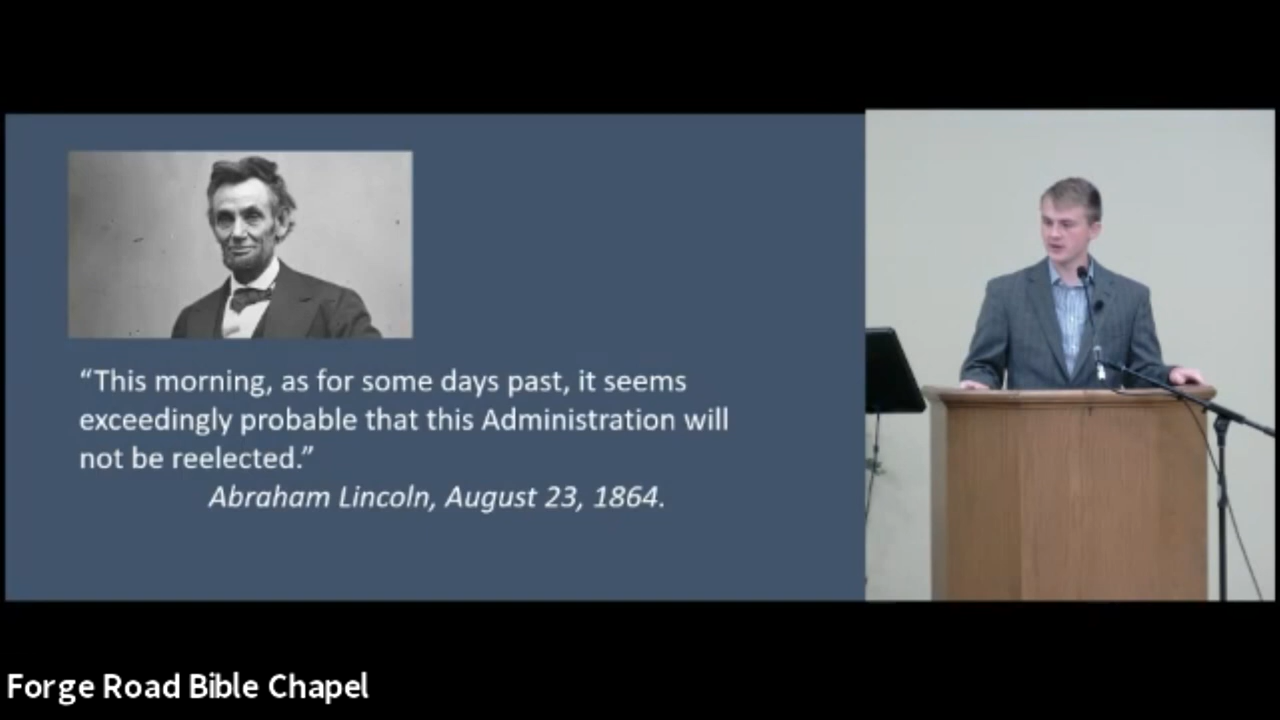 “This morning, as for some days past, it seems
exceedingly probable that this Administration will
not be reelected.”
Abraham Lincoln, August 23, 1864.
Forge Road Bible Chapel